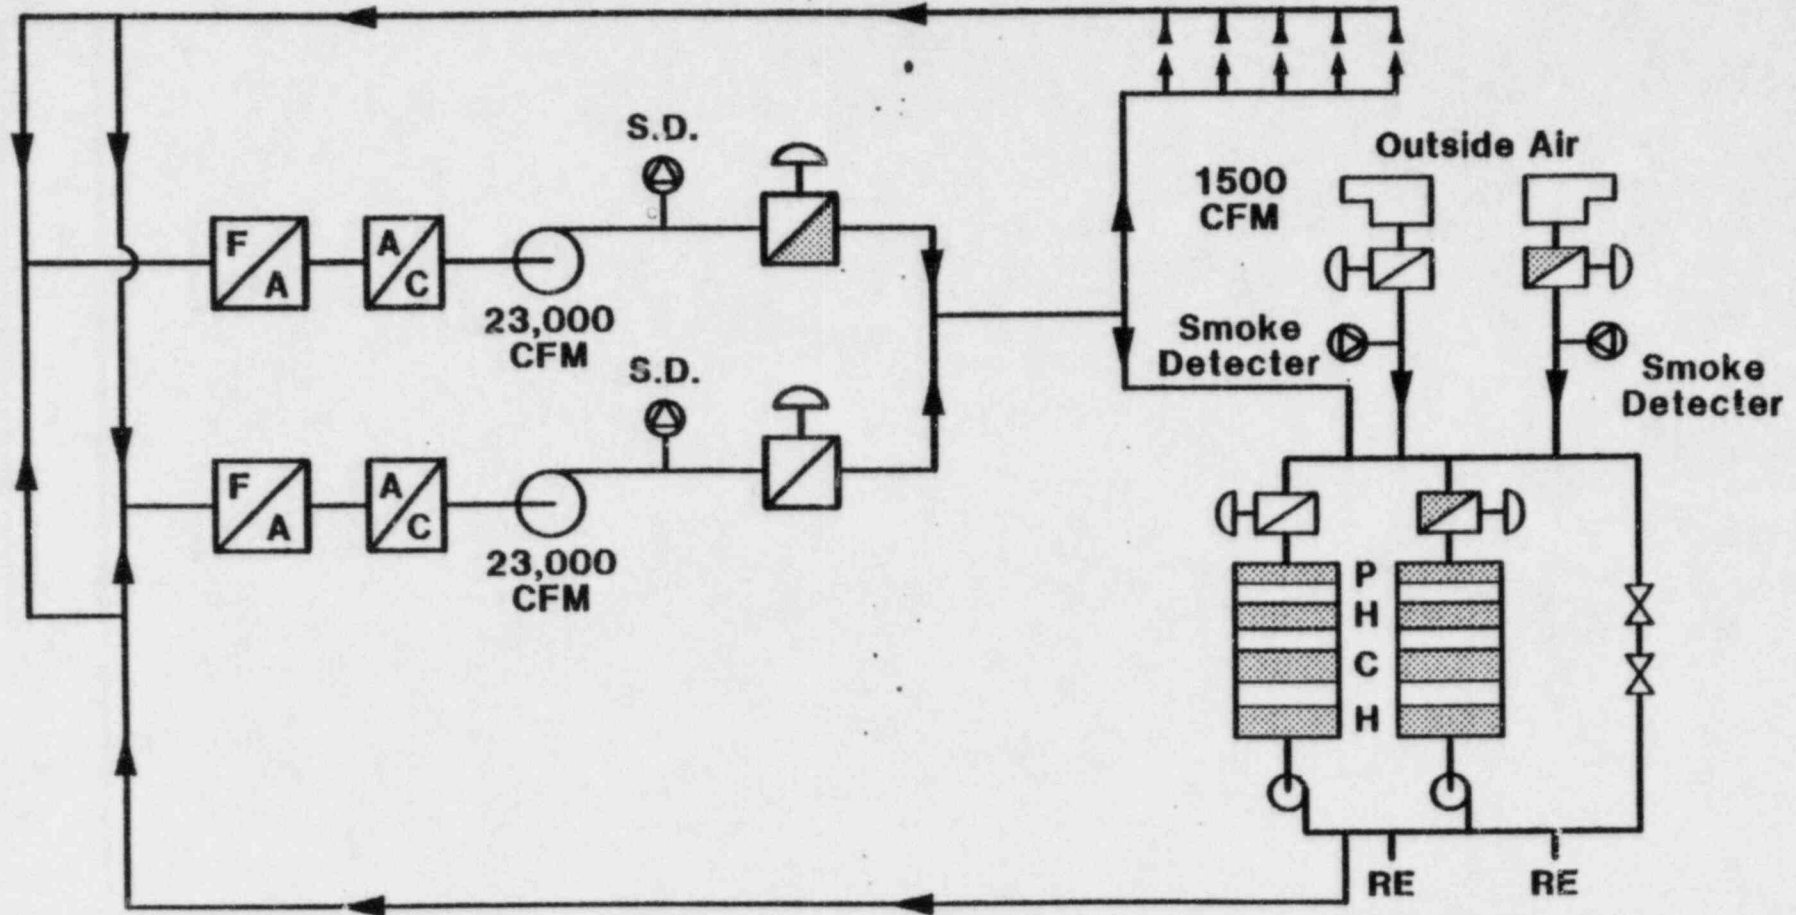 S.D.
Outside Air
1500
CFM
F
A
A
C
23,000
CFM
Smoke
Detecter
Smoke
Detecter
S.D.
F
A
A
C
23,000
CFM
P
H
C
H
RE
RE